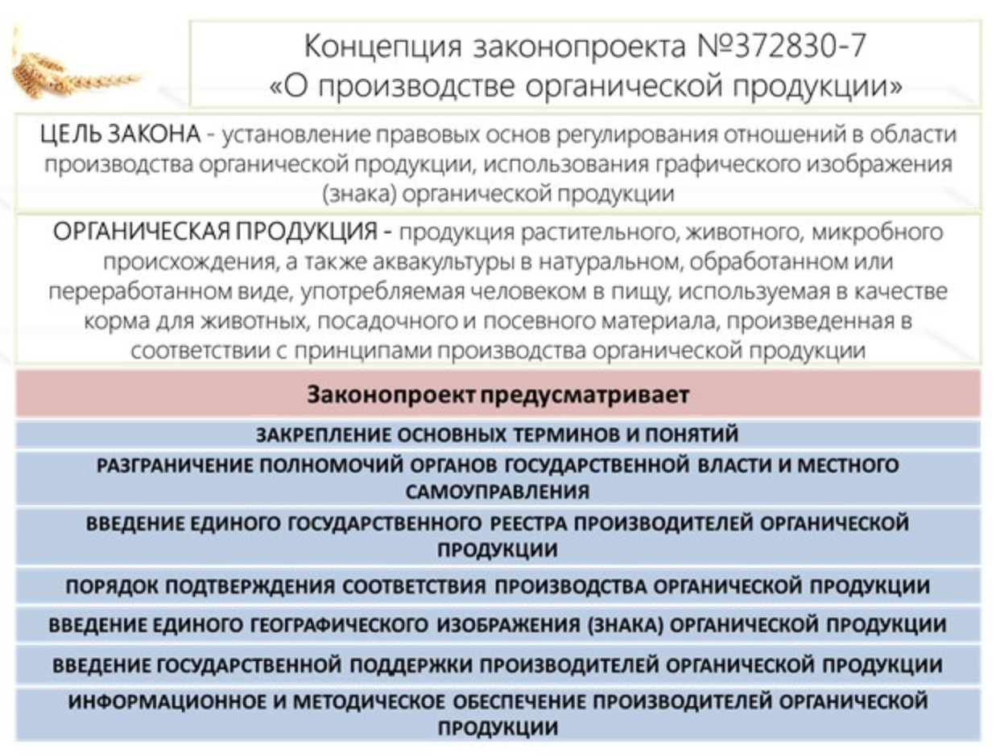 Концепция законопроекта №372830-7
«О производстве органической продукции»
ЦЕЛЬ ЗАКОНА - установление правовых основ регулирования отношений в области
производства органической продукции, использования графического изображения
(знака) органической продукции
ОРГАНИЧЕСКАЯ ПРОДУКЦИЯ - продукция растительного, животного, микробного
происхождения, а также аквакультуры в натуральном, обработанном или
переработанном виде, употребляемая человеком в пищу, используемая в качестве
корма для животных, посадочного и посевного материала, произведенная в
соответствии с принципами производства органической продукции
Законопроект предусматривает
ЗАКРЕПЛЕНИЕ ОСНОВНЫХ ТЕРМИНОВ И ПОНЯТИЙ
РАЗГРАНИЧЕНИЕ ПОЛНОМОЧИЙ ОРГАНОВ ГОСУДАРСТВЕННОЙ ВЛАСТИ И МЕСТНОГО
САМОУПРАВЛЕНИЯ
ВВЕДЕНИЕ ЕДИНОГО ГОСУДАРСТВЕННОГО РЕЕСТРА ПРОИЗВОДИТЕЛЕЙ ОРГАНИЧЕСКОЙ
ПРОДУКЦИИ
ПОРЯДОК ПОДТВЕРЖДЕНИЯ СООТВЕТСТВИЯ ПРОИЗВОДСТВА ОРГАНИЧЕСКОЙ ПРОДУКЦИИ
ВВЕДЕНИЕ ЕДИНОГО ГЕОГРАФИЧЕСКОГО ИЗОБРАЖЕНИЯ (ЗНАКА) ОРГАНИЧЕСКОЙ ПРОДУКЦИИ
ВВЕДЕНИЕ ГОСУДАРСТВЕННОЙ ПОДДЕРЖКИ ПРОИЗВОДИТЕЛЕЙ ОРГАНИЧЕСКОЙ ПРОДУКЦИИ
ИНФОРМАЦИОННОЕ И МЕТОДИЧЕСКОЕ ОБЕСПЕЧЕНИЕ ПРОИЗВОДИТЕЛЕЙ ОРГАНИЧЕСКОЙ
ПРОДУКЦИИ